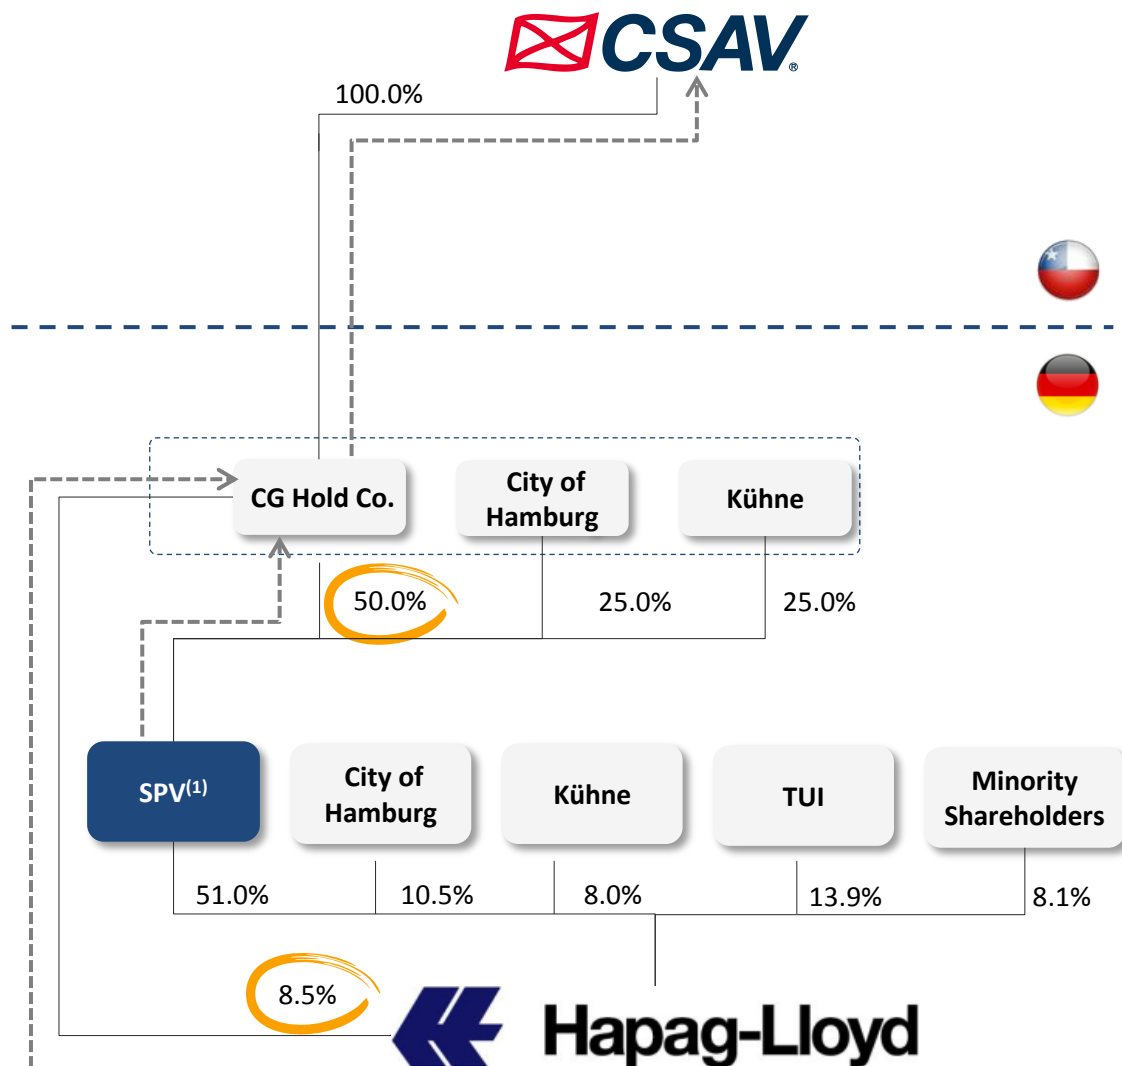 CSAV®
100.0%
CG Hold Co.
City of
Hamburg
Kühne
50.0%
25.0%
25.0%
SPV(1)
City of
Hamburg
Kühne
TUI
Minority
Shareholders
51.0%
10.5%
8.0%
13.9%
8.1%
8.5%
Hapag-Lloyd